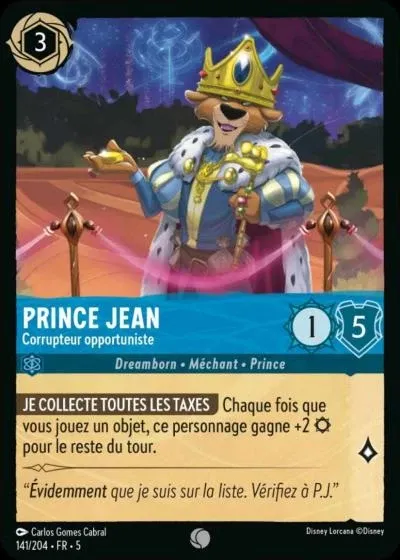 3
PRINCE JEAN
Corrupteur opportuniste
1
5
Dreamborn • Méchant • Prince
JE COLLECTE TOUTES LES TAXES Chaque fois que
vous jouez un objet, ce personnage gagne +2
pour le reste du tour.
“Évidemment que je suis sur la liste. Vérifiez à P.J.”
Carlos Gomes Cabral
Disney Lorcana ©Disney
141/204 • FR • 5